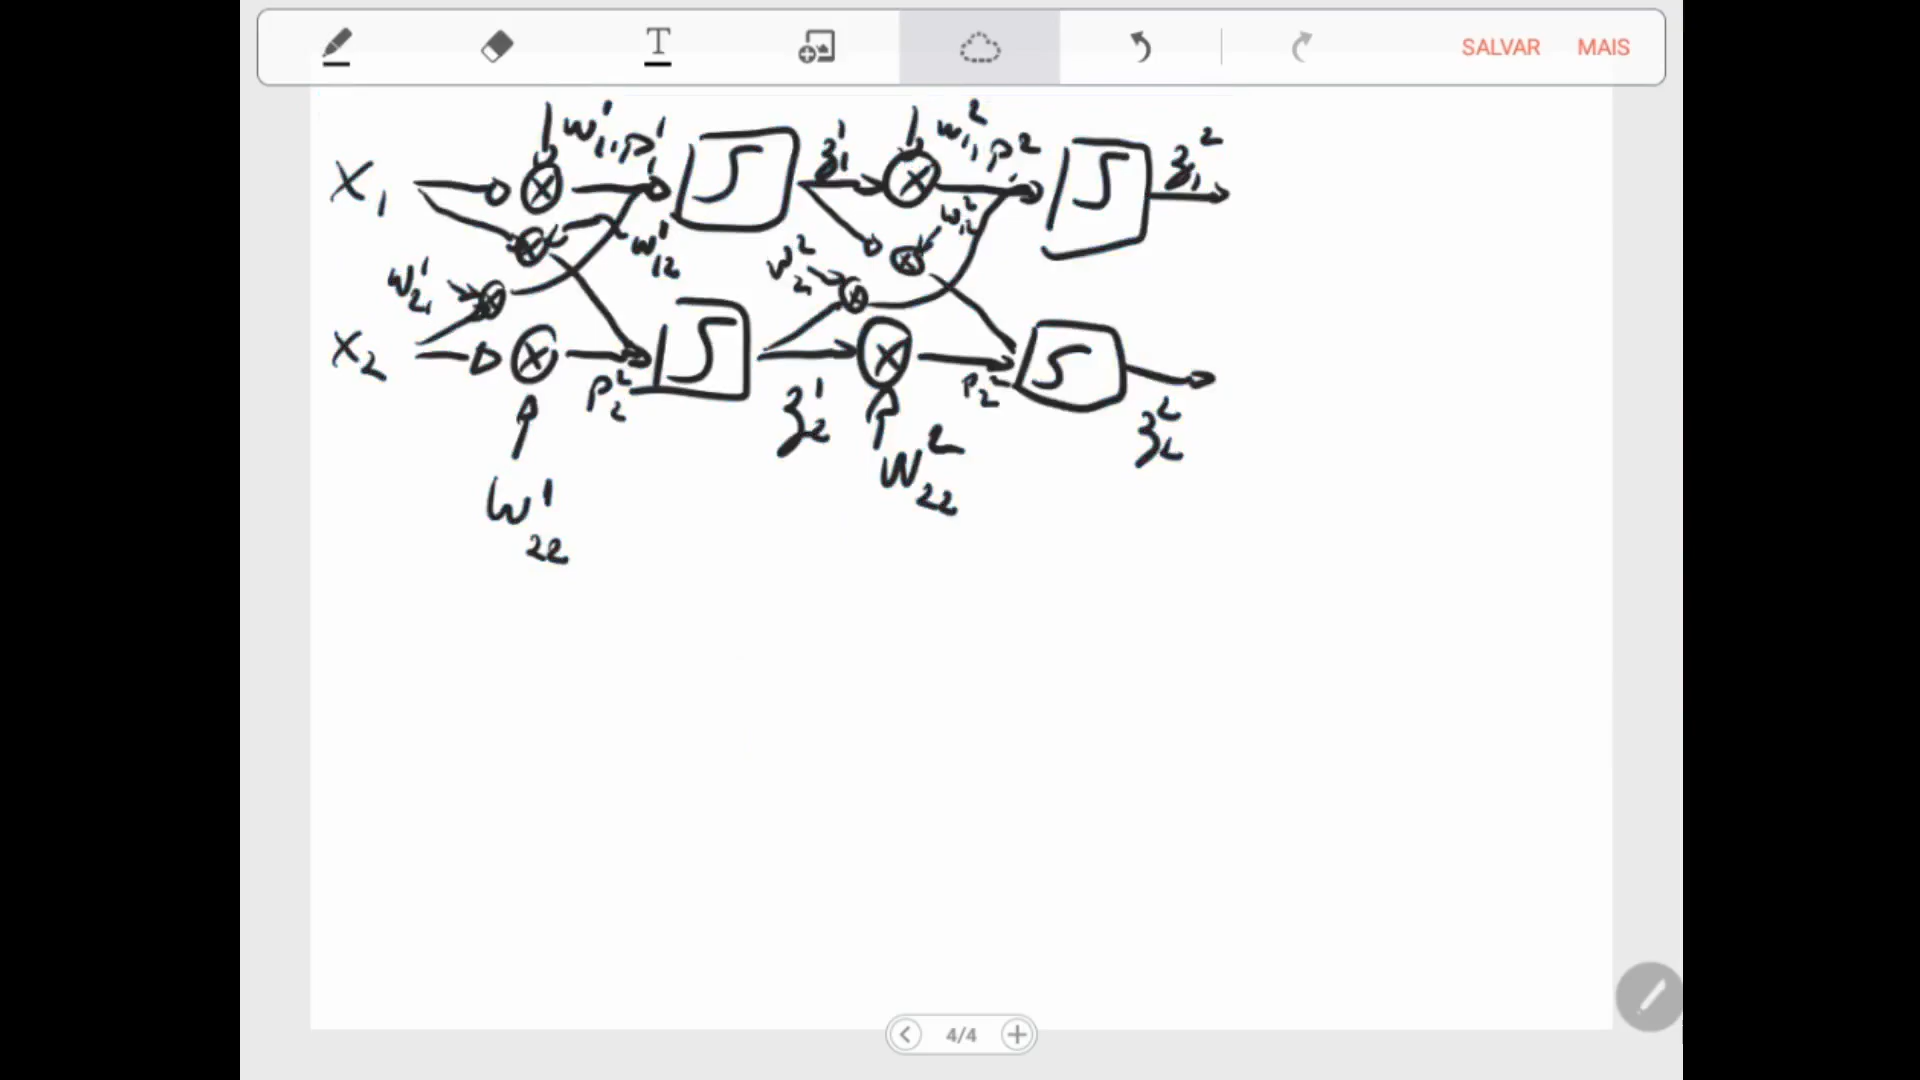 T SALVAR MAIS
X₁ w¹₁₁ p¹₁ z¹₁ w²₁₁ p²₁ z²₁
w¹₂₁ w¹₁₂ w²₂₁ w²₁₂
X₂ p²₂ z¹₂ p²₂ z²₂
w¹₂₂ w²₂₂
4/4